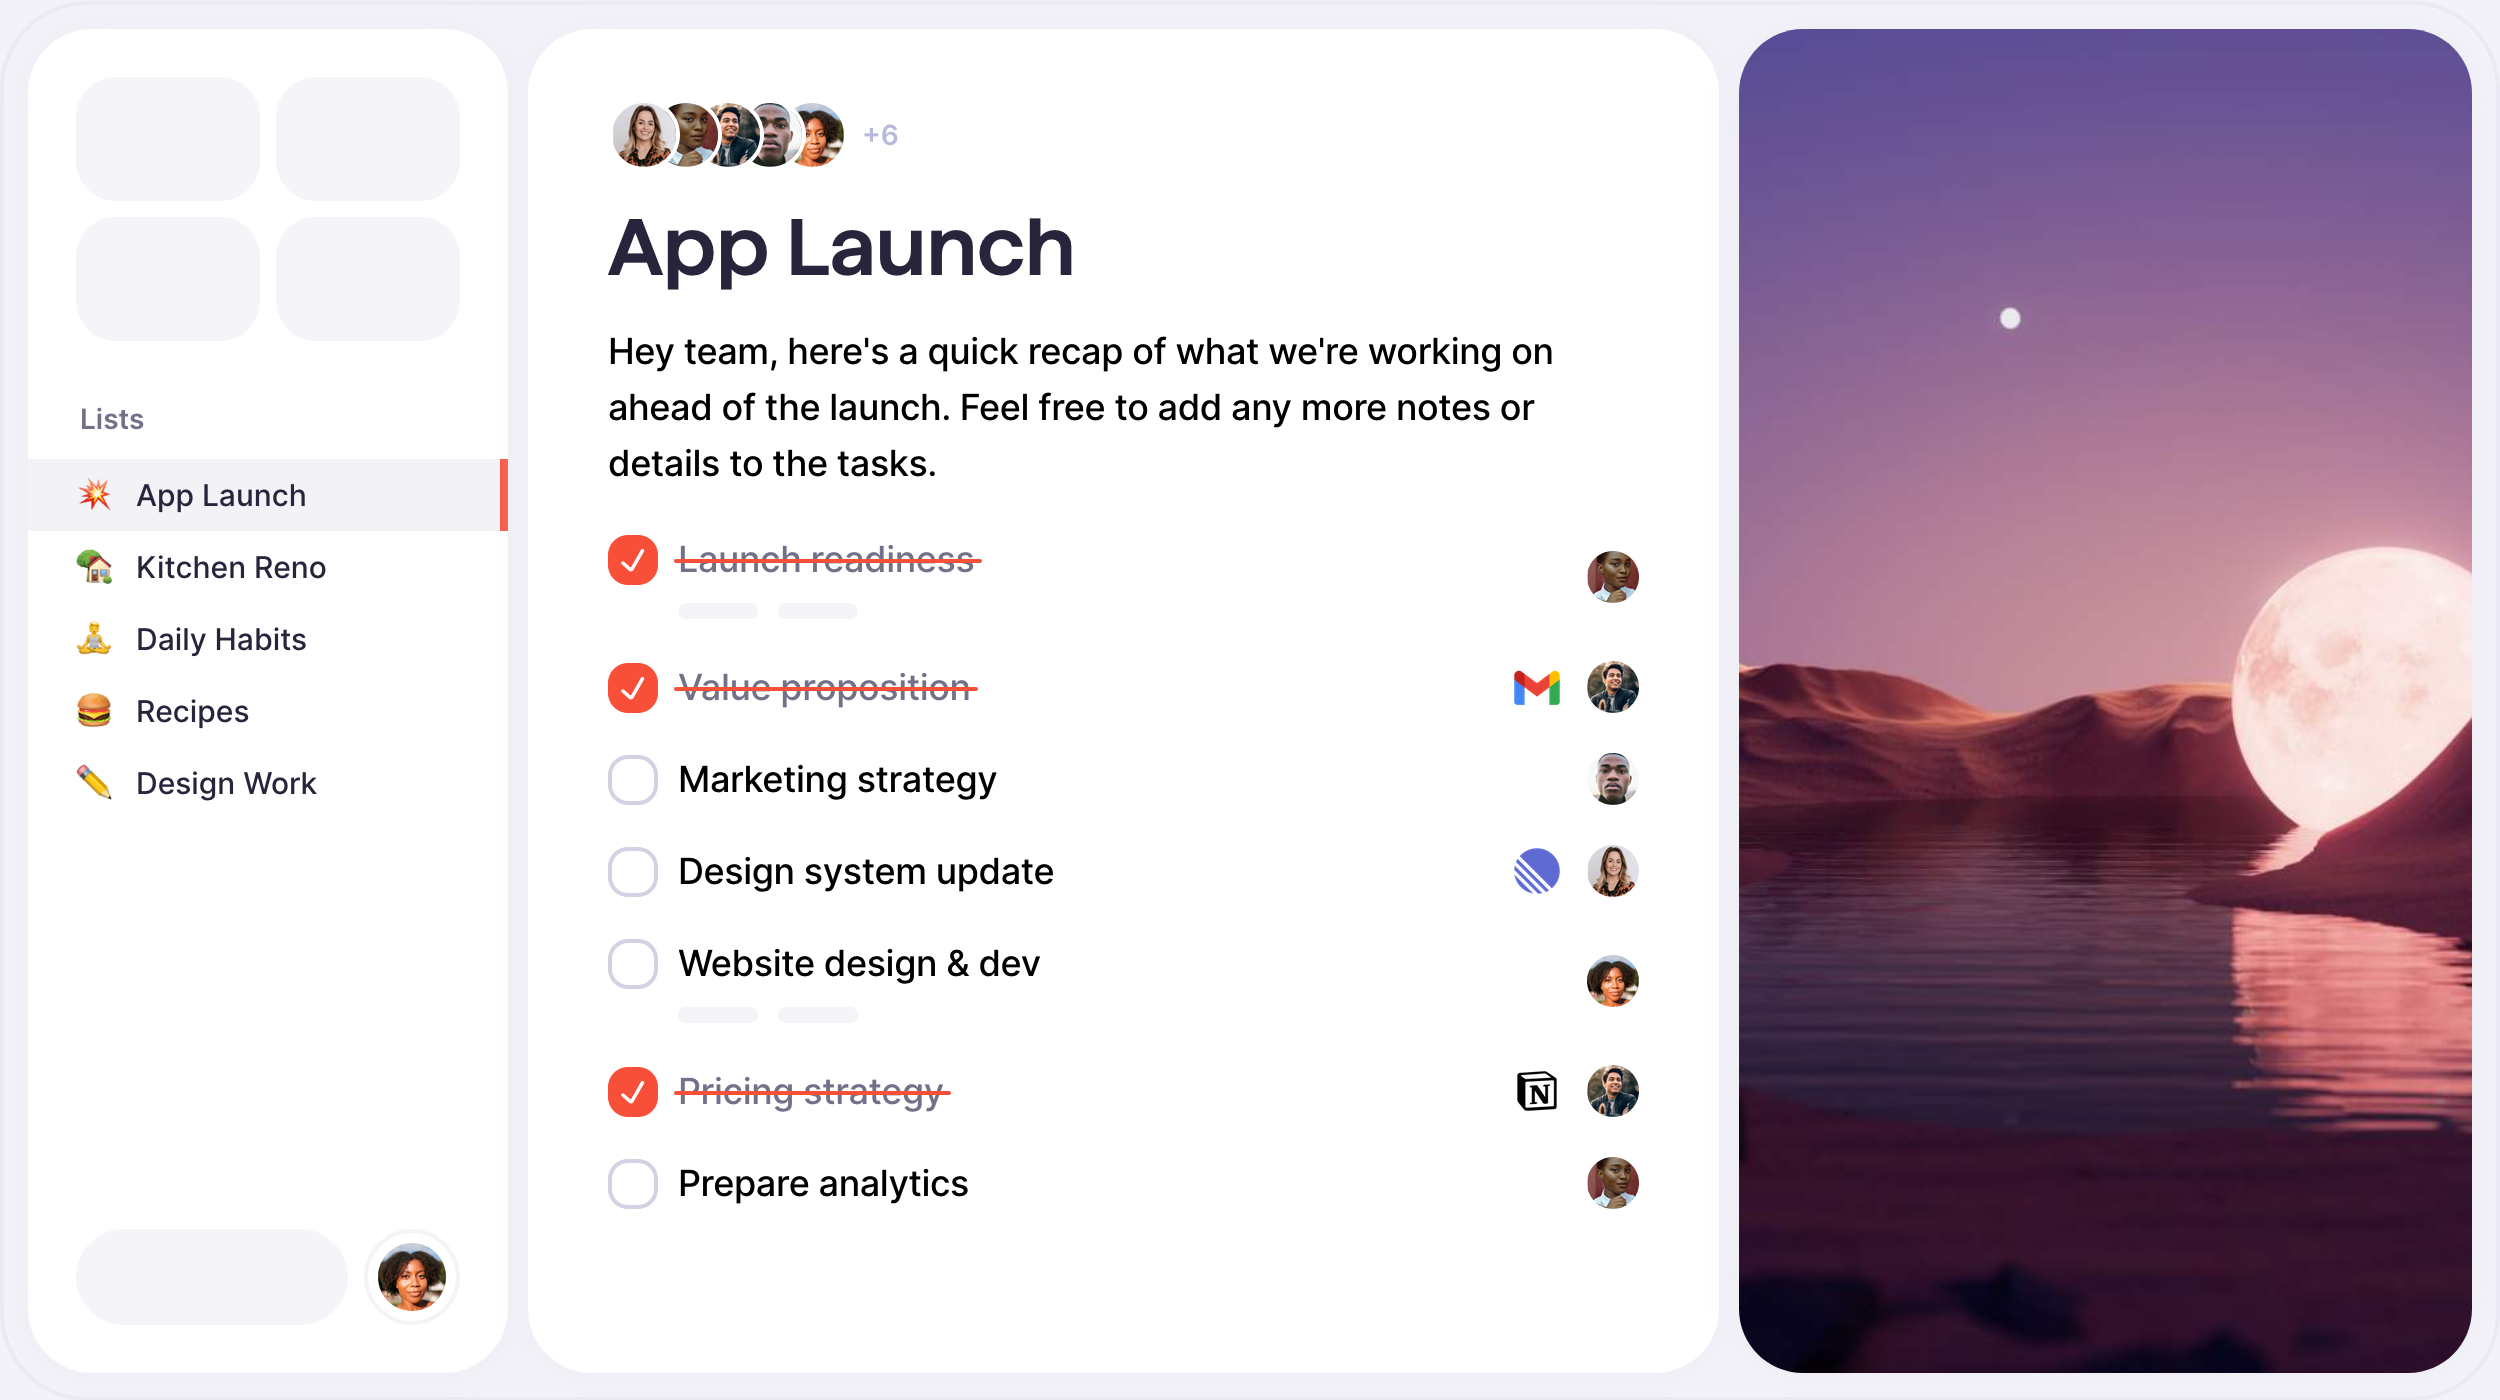 +6
App Launch
Hey team, here's a quick recap of what we're working on
ahead of the launch. Feel free to add any more notes or
details to the tasks.
Launch readiness
Value proposition
Marketing strategy
Design system update
Website design & dev
Pricing strategy
N
Prepare analytics
Lists
App Launch
Kitchen Reno
Daily Habits
Recipes
Design Work